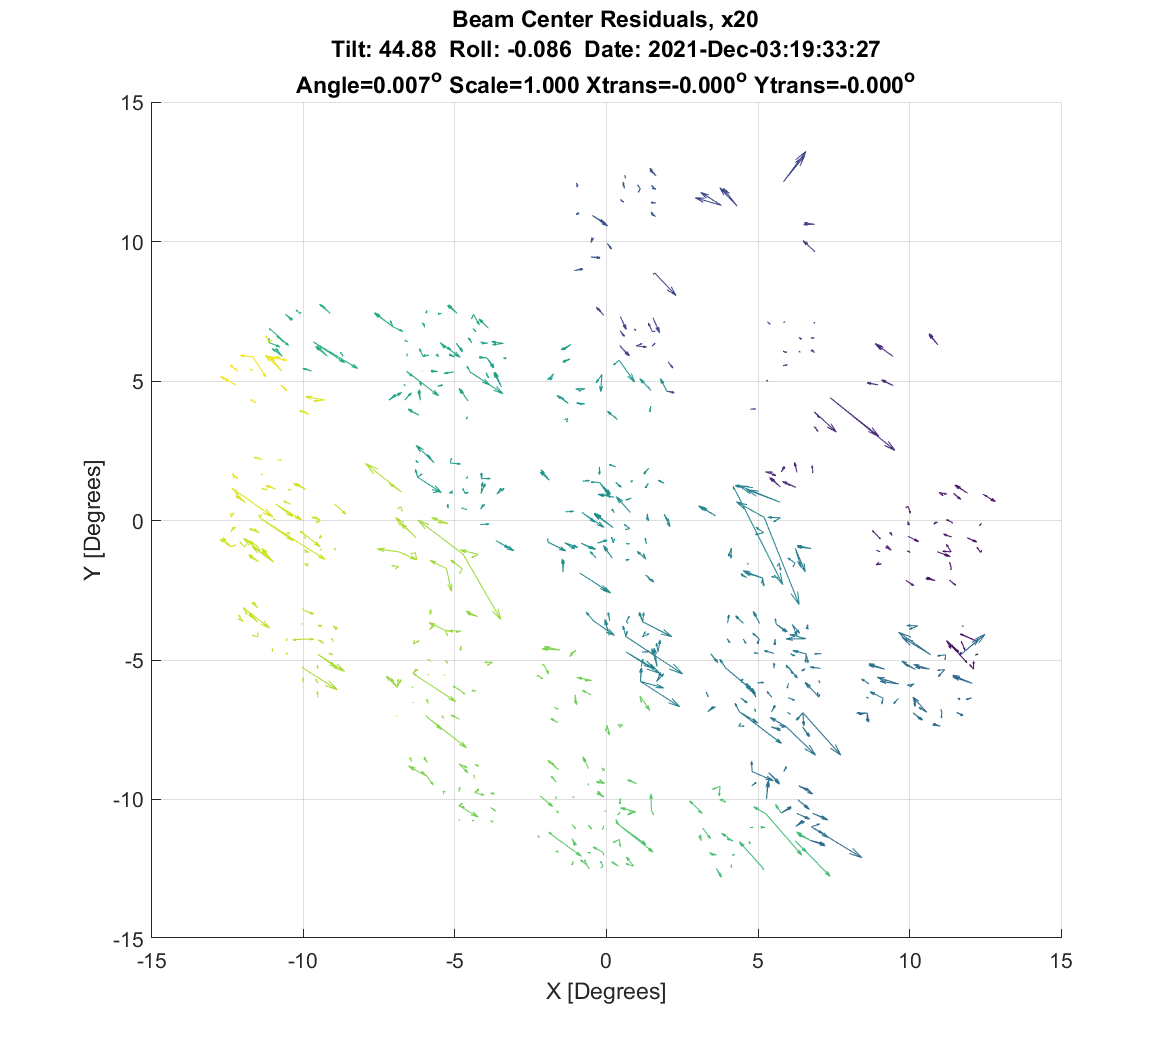 Beam Center Residuals, x20
Tilt: 44.88 Roll: -0.086 Date: 2021-Dec-03:19:33:27
Angle=0.007° Scale=1.000 Xtrans=-0.000° Ytrans=-0.000°
15
10
5
0
-5
-10
-15
Y [Degrees]
-15 -10 -5 0 5 10 15
X [Degrees]